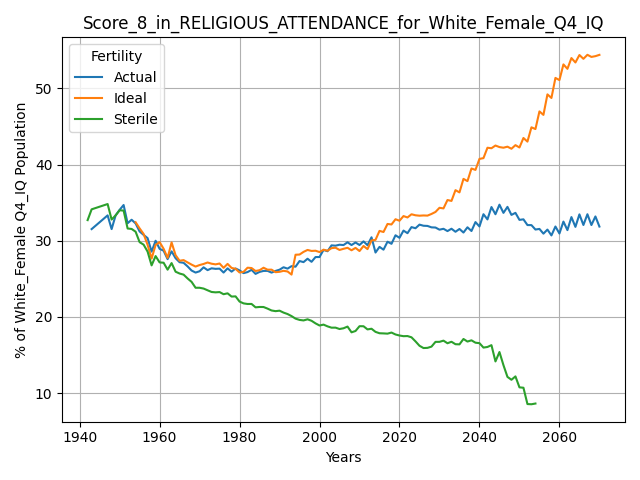 Score_8_in_RELIGIOUS_ATTENDANCE_for_White_Female_Q4_IQ
Fertility
Actual
Ideal
Sterile
% of White_Female Q4_IQ Population
50
40
30
20
10
1940 1960 1980 2000 2020 2040 2060
Years